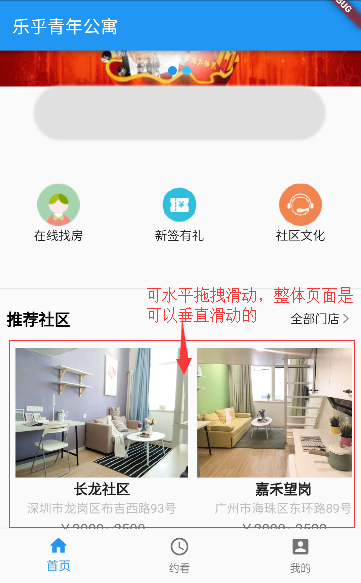 BUG
乐乎青年公寓
在线找房
新签有礼
社区文化
可水平拖拽滑动，整体页面是
可以垂直滑动的
推荐社区
全部门店
长龙社区
嘉禾望岗
深圳市龙岗区布吉西路93号
广州市海珠区东环路89号
首页
约看
我的